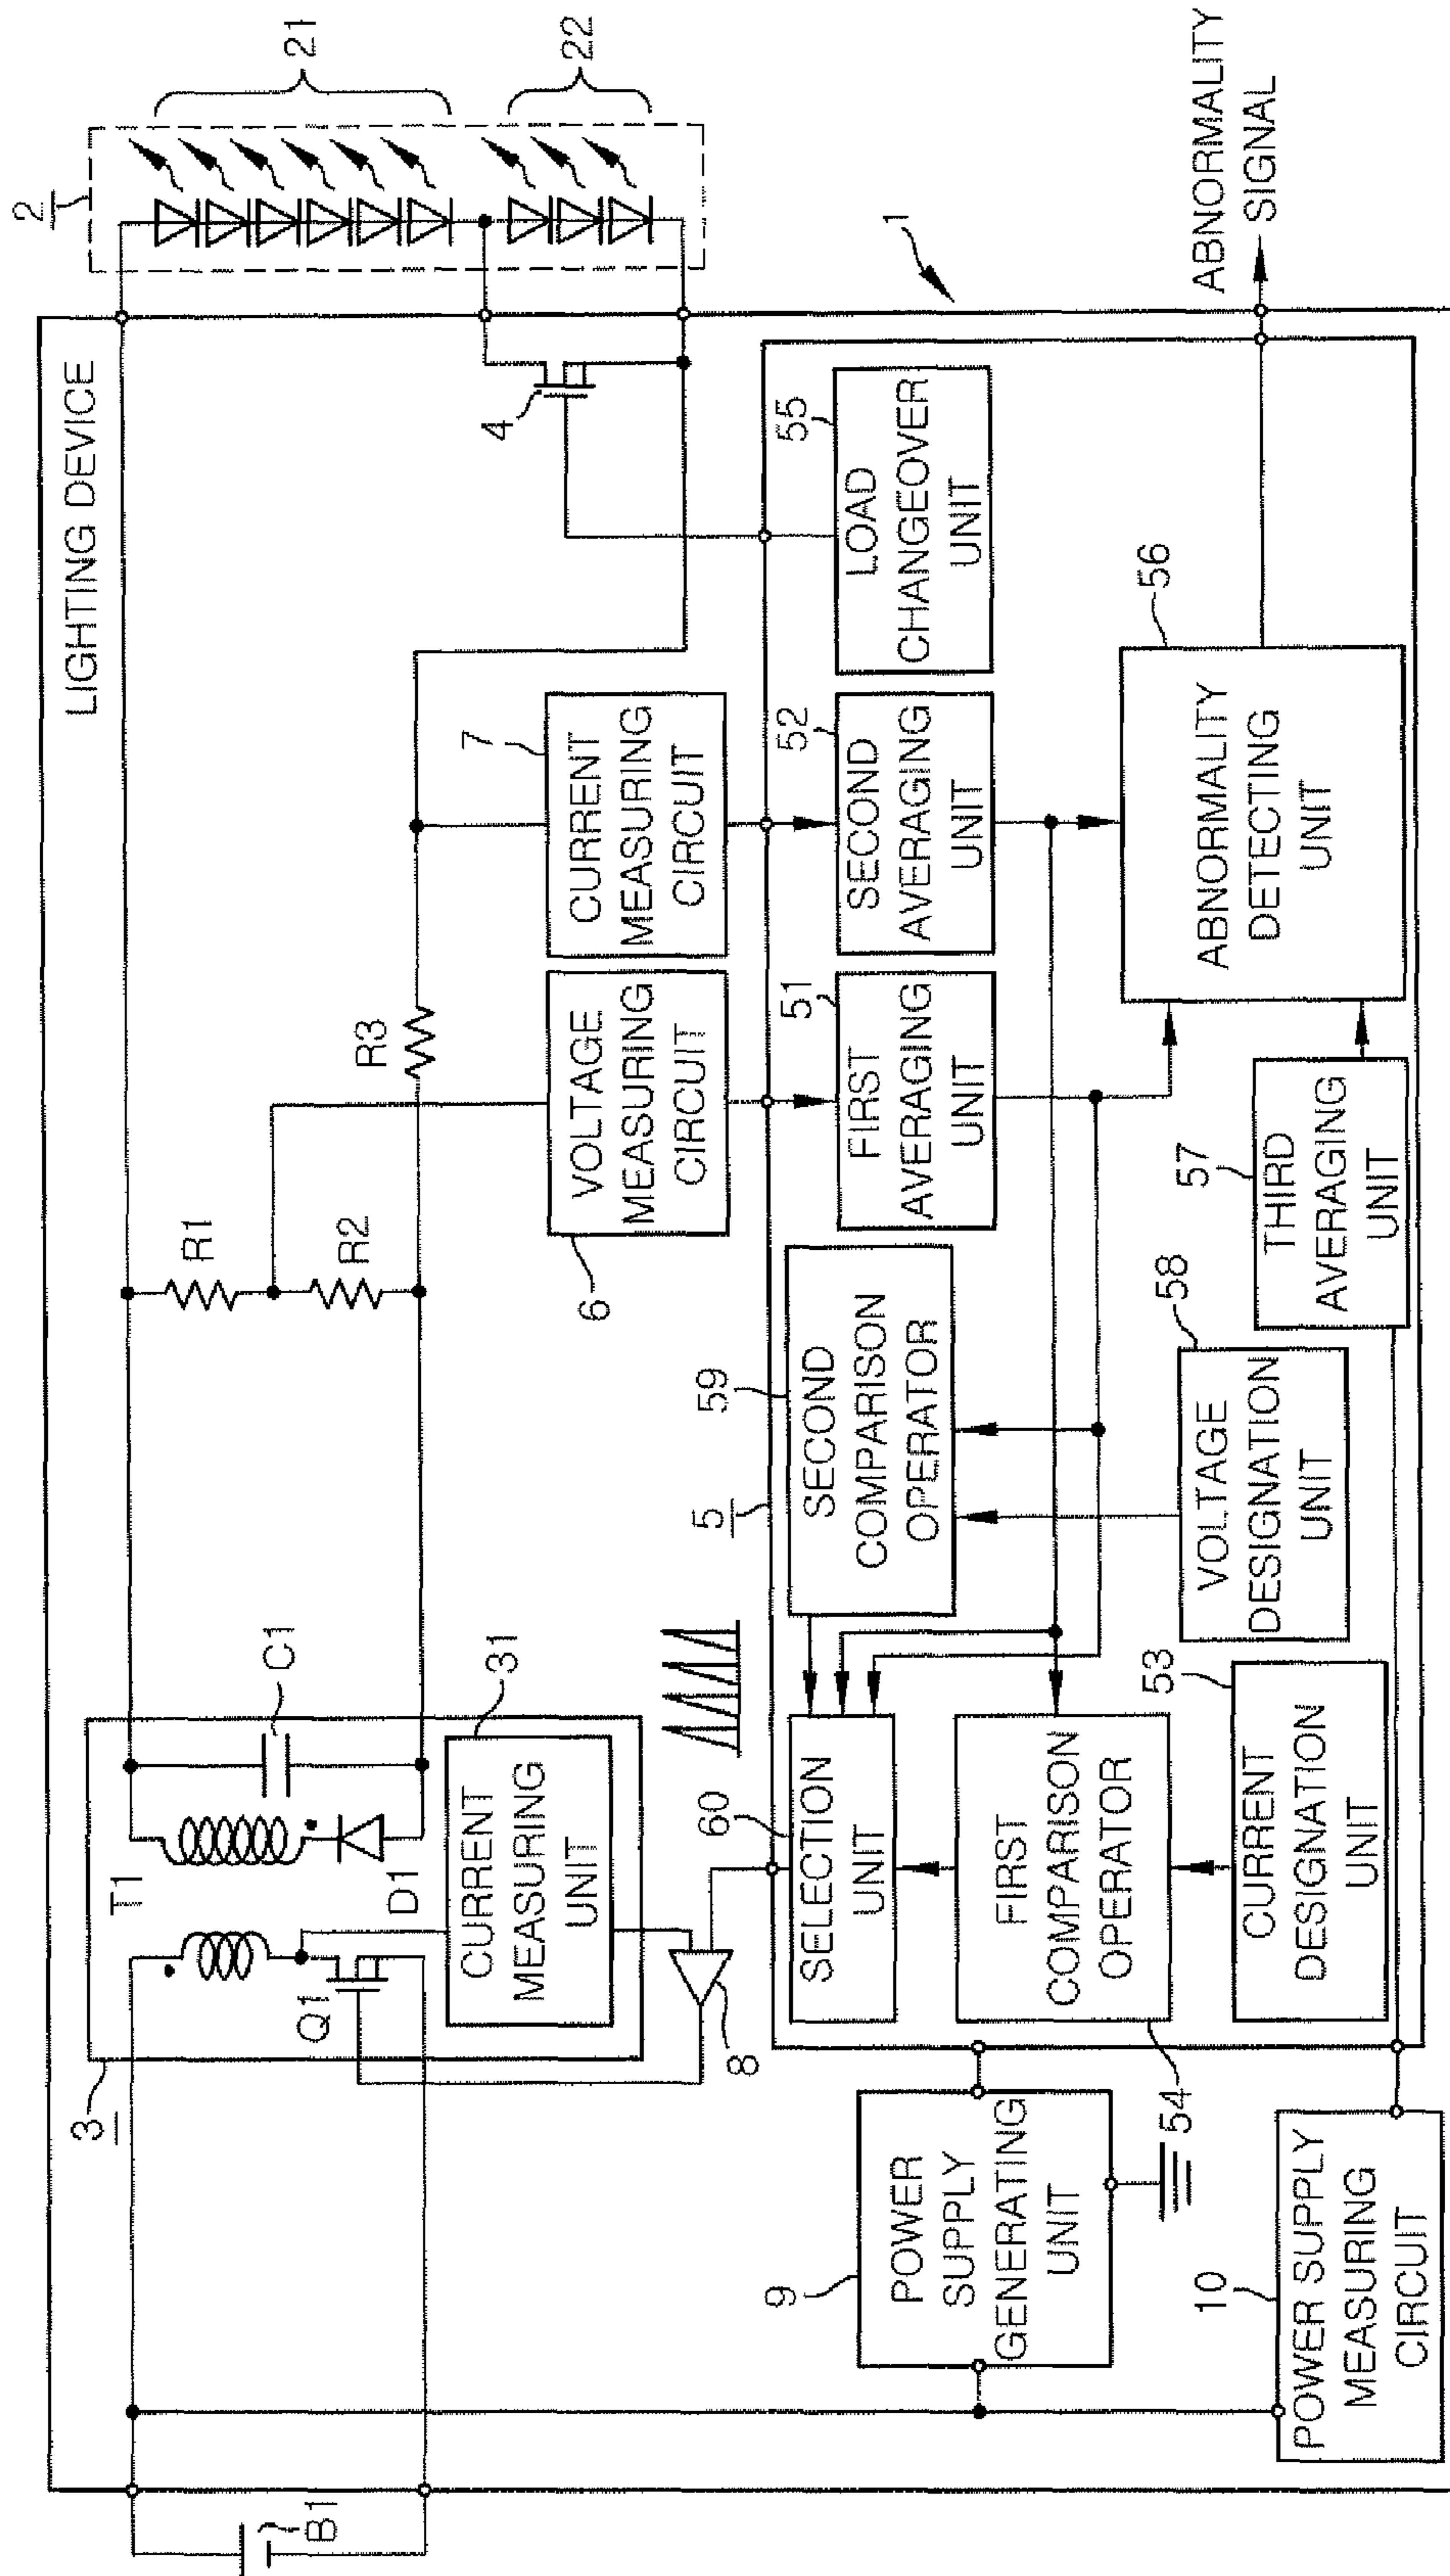 LIGHTING DEVICE
2
21
22
1
ABNORMALITY
SIGNAL
B1
3
T1
Q1
D1
C1
CURRENT
MEASURING
UNIT
31
8
R1
R2
R3
4
6
VOLTAGE
MEASURING
CIRCUIT
7
CURRENT
MEASURING
CIRCUIT
5
60
SELECTION
UNIT
59
SECOND
COMPARISON
OPERATOR
51
FIRST
AVERAGING
UNIT
52
SECOND
AVERAGING
UNIT
55
LOAD
CHANGEOVER
UNIT
54
FIRST
COMPARISON
OPERATOR
53
CURRENT
DESIGNATION
UNIT
58
VOLTAGE
DESIGNATION
UNIT
57
THIRD
AVERAGING
UNIT
56
ABNORMALITY
DETECTING
UNIT
9
POWER
SUPPLY
GENERATING
UNIT
10
POWER SUPPLY
MEASURING
CIRCUIT